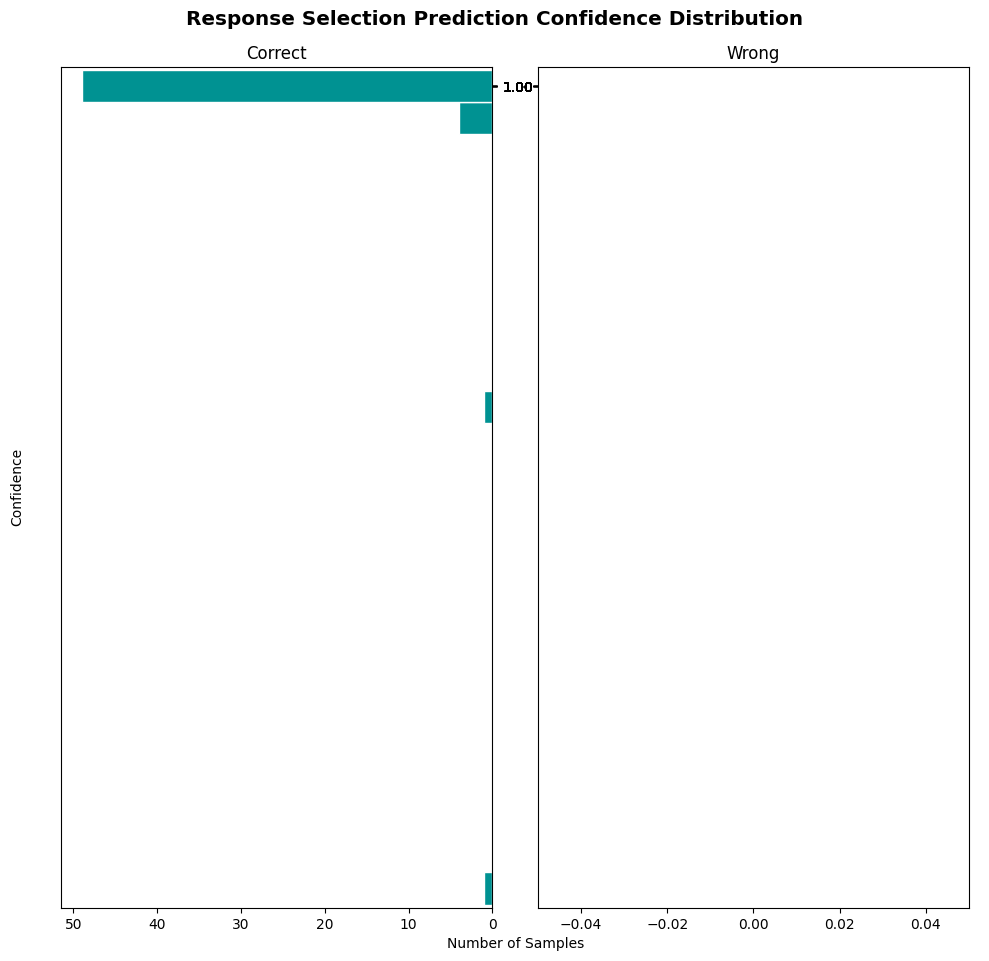 Response Selection Prediction Confidence Distribution
Correct
Wrong
1.00
Confidence
50 40 30 20 10 0
−0.04 −0.02 0.00 0.02 0.04
Number of Samples